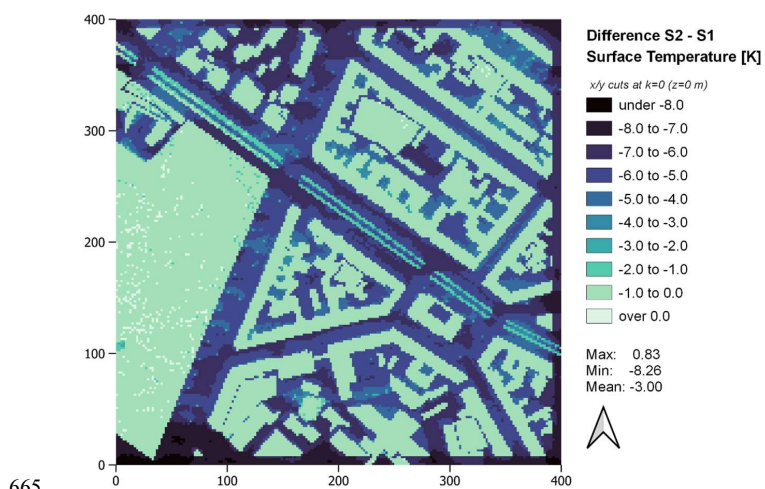 Difference S2 - S1
Surface Temperature [K]
x/y cuts at k=0 (z=0 m)
under -8.0
-8.0 to -7.0
-7.0 to -6.0
-6.0 to -5.0
-5.0 to -4.0
-4.0 to -3.0
-3.0 to -2.0
-2.0 to -1.0
-1.0 to 0.0
over 0.0
Max: 0.83
Min: -8.26
Mean: -3.00
400
300
200
100
0
0 100 200 300 400
665